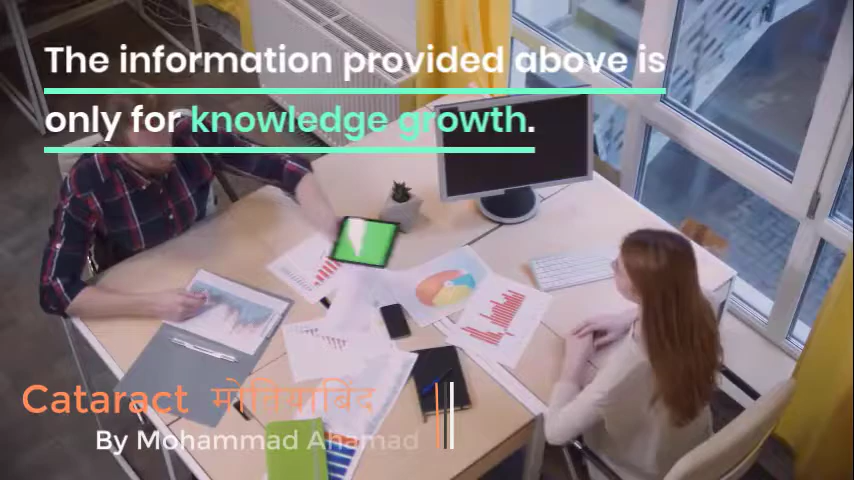 The information provided above is
only for knowledge growth.
Cataract मोतियाबिंद
By Mohammad Ahamad